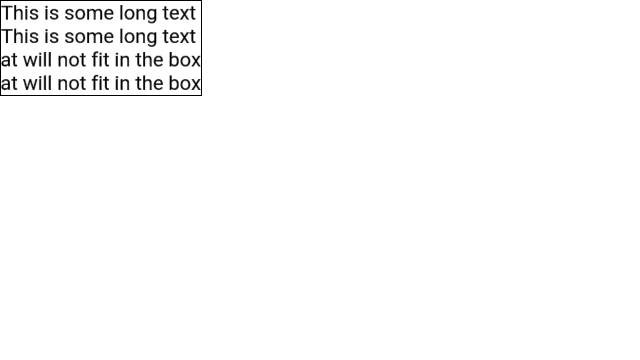 This is some long text
This is some long text
at will not fit in the box
at will not fit in the box